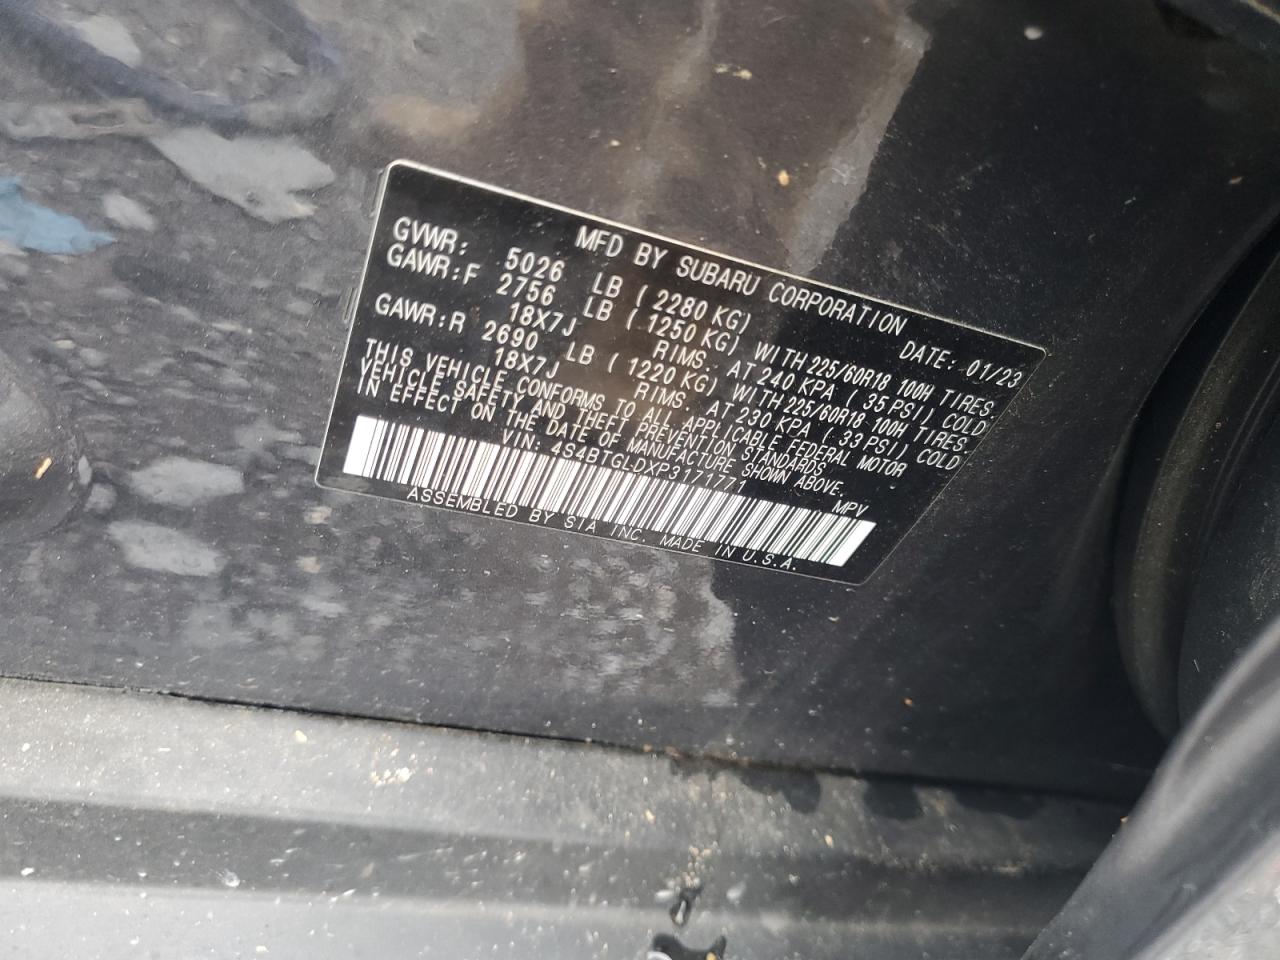 MFD BY SUBARU CORPORATION DATE: 01/23
GVWR: 5026 LB ( 2280 KG)
GAWR:F 2756 LB ( 1250 KG) WITH 225/60R18 100H TIRES.
18X7J RIMS. AT 240 KPA ( 35 PSI) COLD
GAWR:R 2690 LB ( 1220 KG) WITH 225/60R18 100H TIRES.
18X7J RIMS. AT 230 KPA ( 33 PSI) COLD
THIS VEHICLE CONFORMS TO ALL APPLICABLE FEDERAL MOTOR
VEHICLE SAFETY AND THEFT PREVENTION STANDARDS
IN EFFECT ON THE DATE OF MANUFACTURE SHOWN ABOVE.
VIN: 4S4BTGLDXP3171771 MPV
ASSEMBLED BY SIA INC. MADE IN U.S.A.